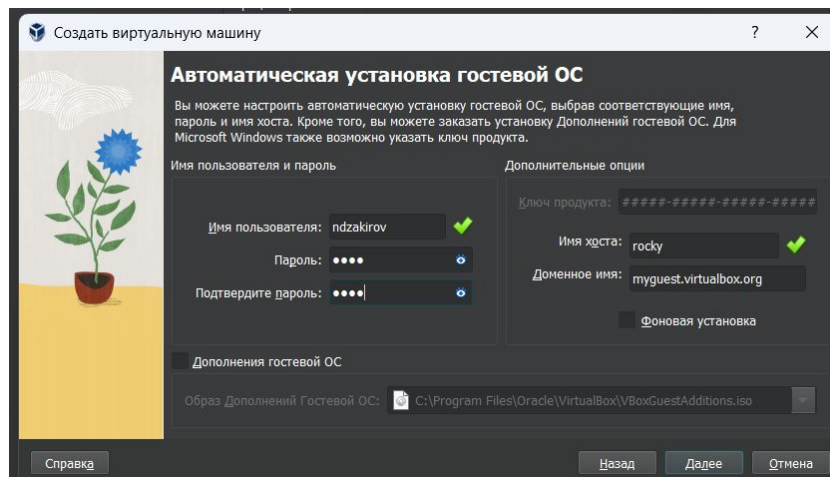 Создать виртуальную машину
?
Автоматическая установка гостевой ОС
Вы можете настроить автоматическую установку гостевой ОС, выбрав соответствующие имя,
пароль и имя хоста. Кроме того, вы можете заказать установку Дополнений гостевой ОС. Для
Microsoft Windows также возможно указать ключ продукта.
Имя пользователя и пароль
Имя пользователя: ndzakirov
Пароль: ••••
Подтвердите пароль: ••••
Дополнительные опции
Ключ продукта: #####-#####-#####-#####
Имя хоста: rocky
Доменное имя: myguest.virtualbox.org
Фоновая установка
Дополнения гостевой ОС
Образ Дополнений Гостевой ОС: C:\Program Files\Oracle\VirtualBox\VBoxGuestAdditions.iso
Справка Назад Далее Отмена